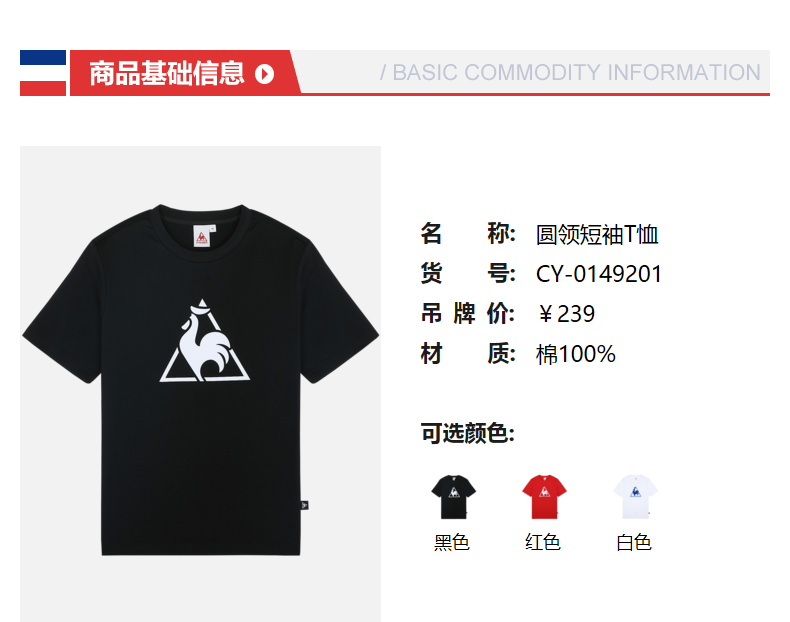 商品基础信息
/ BASIC COMMODITY INFORMATION
名 称: 圆领短袖T恤
货 号: CY-0149201
吊 牌 价: ￥239
材 质: 棉100%
可选颜色:
黑色 红色 白色